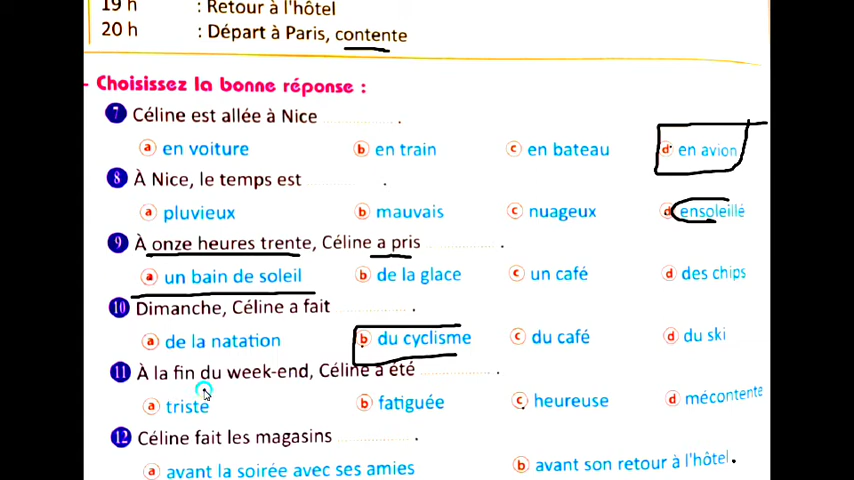 19 h : Retour à l'hôtel
20 h : Départ à Paris, contente
- Choisissez la bonne réponse :
7 Céline est allée à Nice ............ .
a en voiture b en train c en bateau d en avion
8 À Nice, le temps est ............ .
a pluvieux b mauvais c nuageux d ensoleillé
9 À onze heures trente, Céline a pris ............ .
a un bain de soleil b de la glace c un café d des chips
10 Dimanche, Céline a fait ............ .
a de la natation b du cyclisme c du café d du ski
11 À la fin du week-end, Céline a été ............ .
a triste b fatiguée c heureuse d mécontente
12 Céline fait les magasins ............ .
a avant la soirée avec ses amies b avant son retour à l'hôtel.